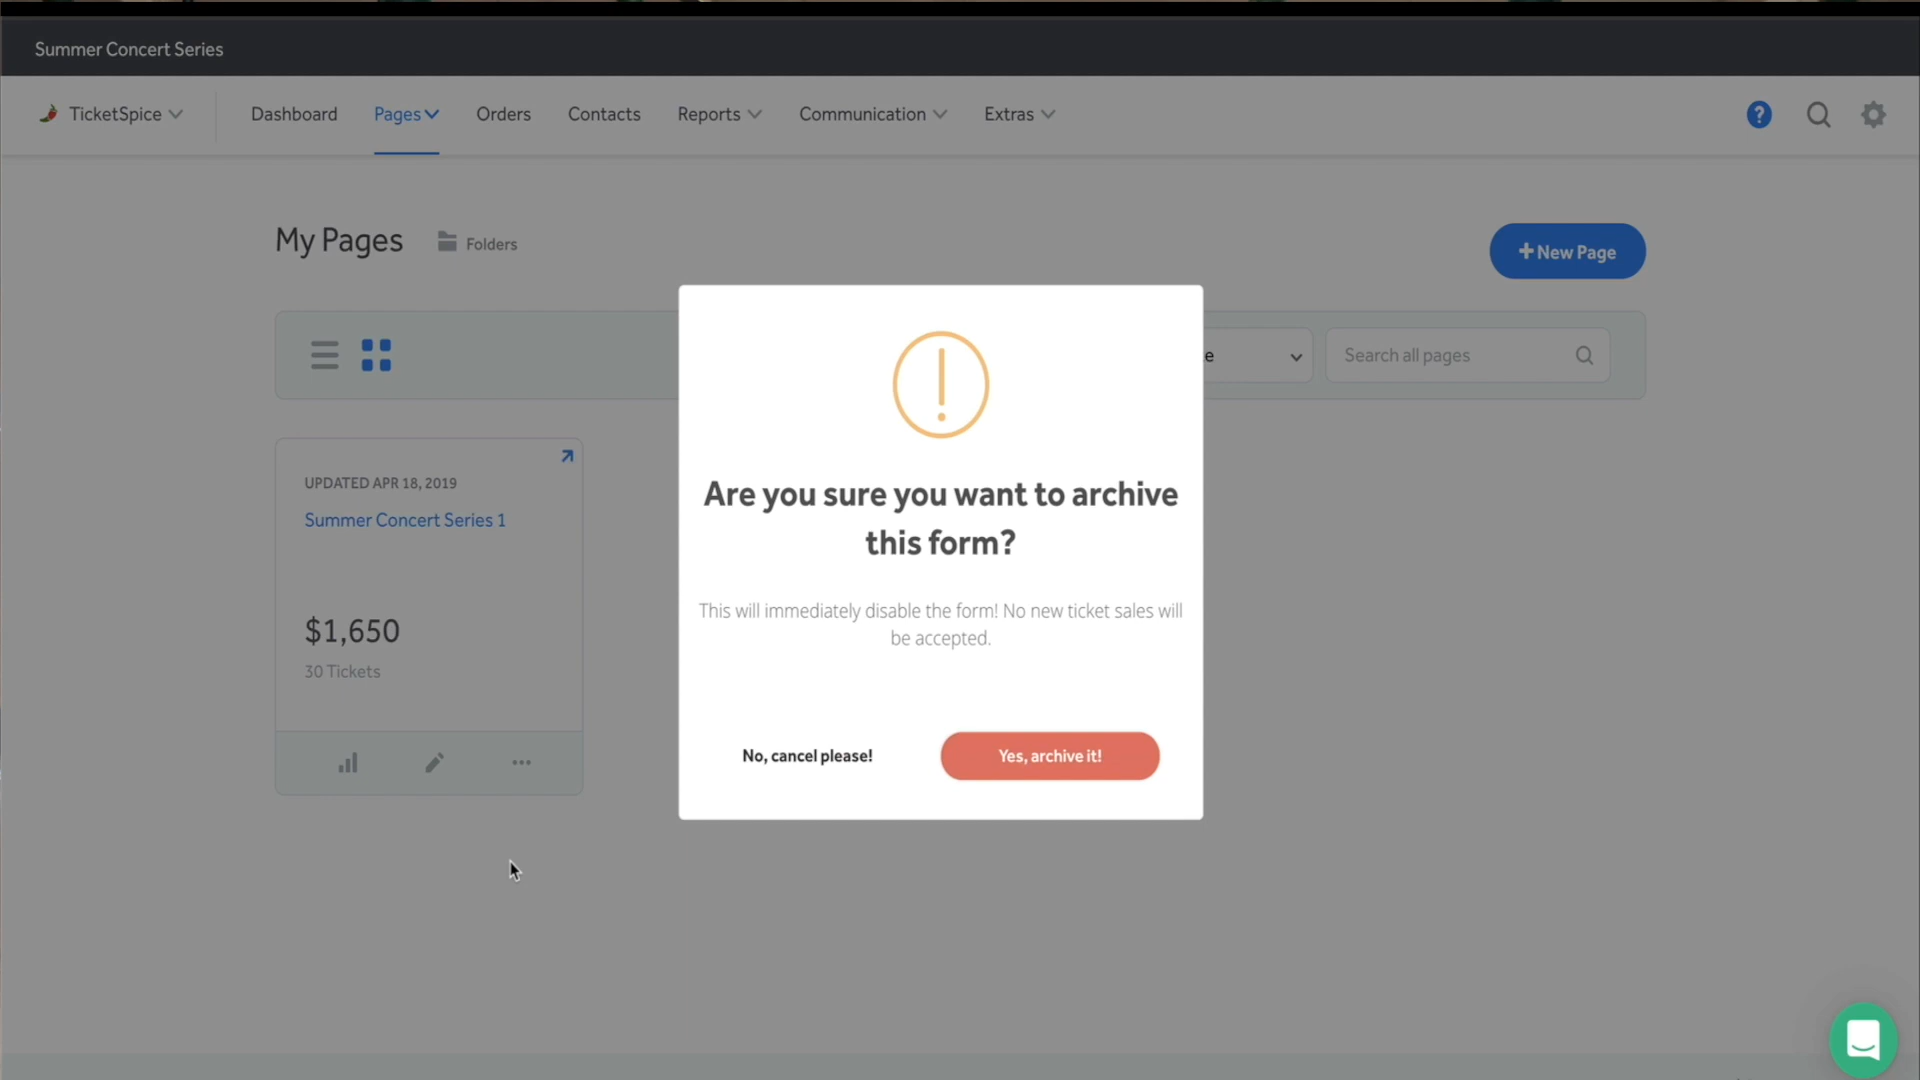 Summer Concert Series
TicketSpice
Dashboard
Pages
Orders
Contacts
Reports
Communication
Extras
?
My Pages
Folders
+ New Page
e
Search all pages
UPDATED APR 18, 2019
Summer Concert Series 1
$1,650
30 Tickets
Are you sure you want to archive
this form?
This will immediately disable the form! No new ticket sales will
be accepted.
No, cancel please!
Yes, archive it!